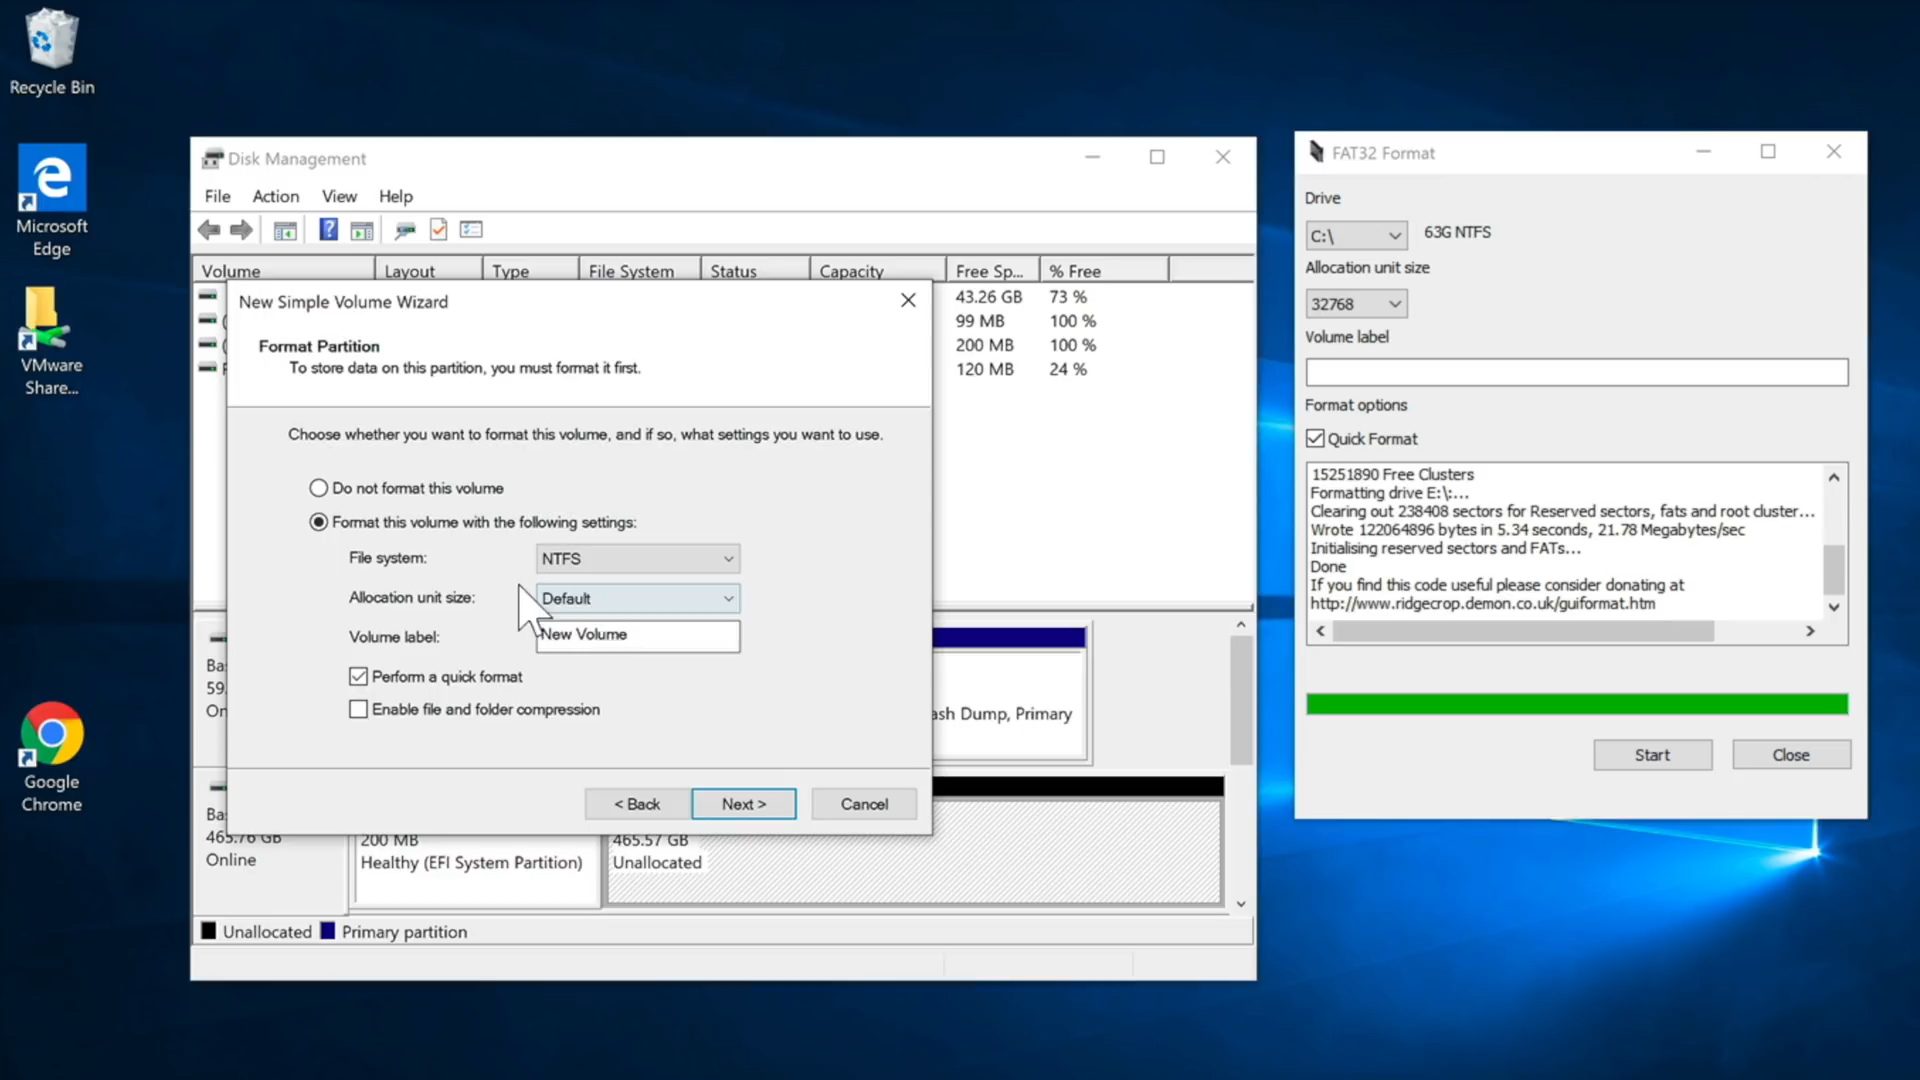 Recycle Bin
Microsoft
Edge
VMware
Share...
Google
Chrome
Disk Management
File Action View Help
Volume Layout Type File System Status Capacity Free Sp... % Free
43.26 GB 73 %
99 MB 100 %
200 MB 100 %
120 MB 24 %
New Simple Volume Wizard
Format Partition
To store data on this partition, you must format it first.
Choose whether you want to format this volume, and if so, what settings you want to use.
Do not format this volume
Format this volume with the following settings:
File system: NTFS
Allocation unit size: Default
Volume label: New Volume
Perform a quick format
Enable file and folder compression
< Back Next > Cancel
Ba
59.
On
ash Dump, Primary
Ba
465.76 GB
Online
200 MB
Healthy (EFI System Partition)
465.57 GB
Unallocated
Unallocated Primary partition
FAT32 Format
Drive
C:\ 63G NTFS
Allocation unit size
32768
Volume label
Format options
Quick Format
15251890 Free Clusters
Formatting drive E:\:...
Clearing out 238408 sectors for Reserved sectors, fats and root cluster...
Wrote 122064896 bytes in 5.34 seconds, 21.78 Megabytes/sec
Initialising reserved sectors and FATs...
Done
If you find this code useful please consider donating at
http://www.ridgecrop.demon.co.uk/guiformat.htm
Start Close